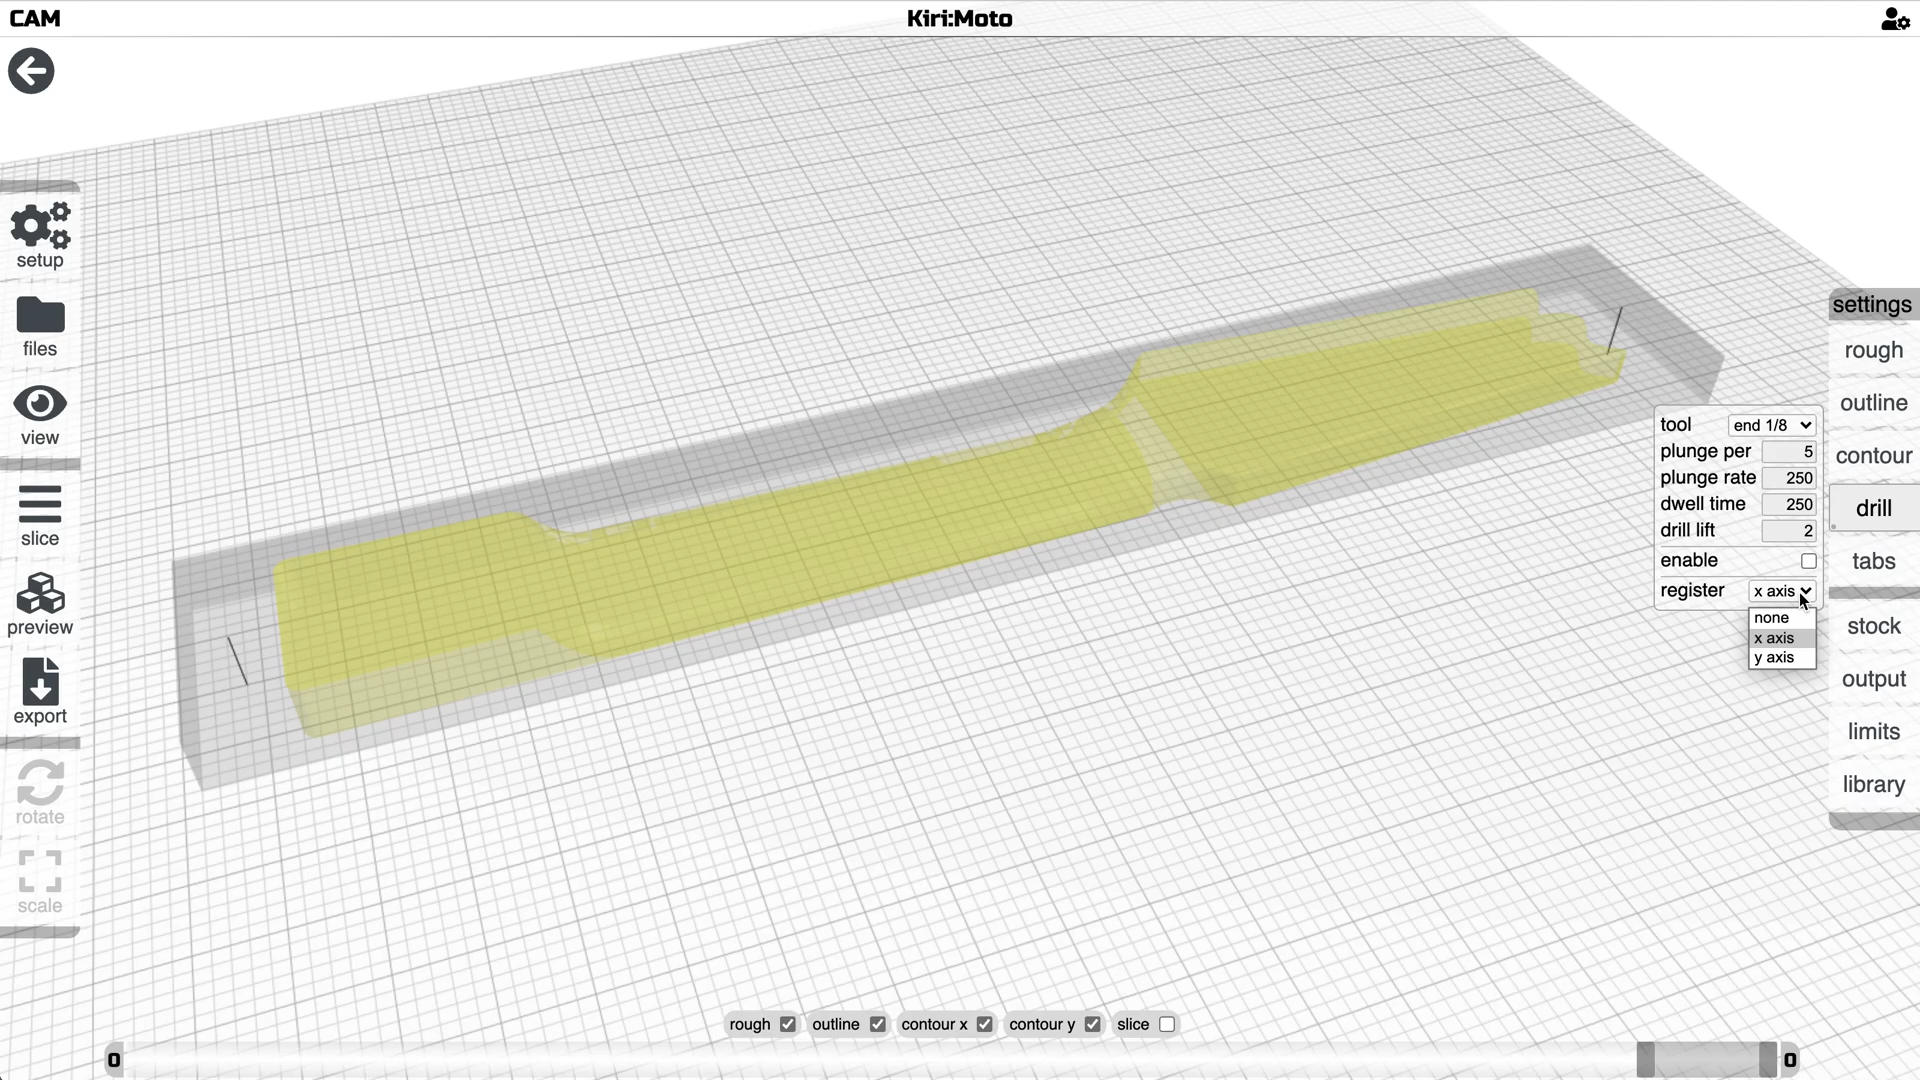 CAM
Kiri:Moto
setup
files
view
slice
preview
export
rotate
scale
settings
rough
outline
contour
drill
tabs
stock
output
limits
library
tool end 1/8
plunge per 5
plunge rate 250
dwell time 250
drill lift 2
enable
register x axis
none
x axis
y axis
rough outline contour x contour y slice
0 0